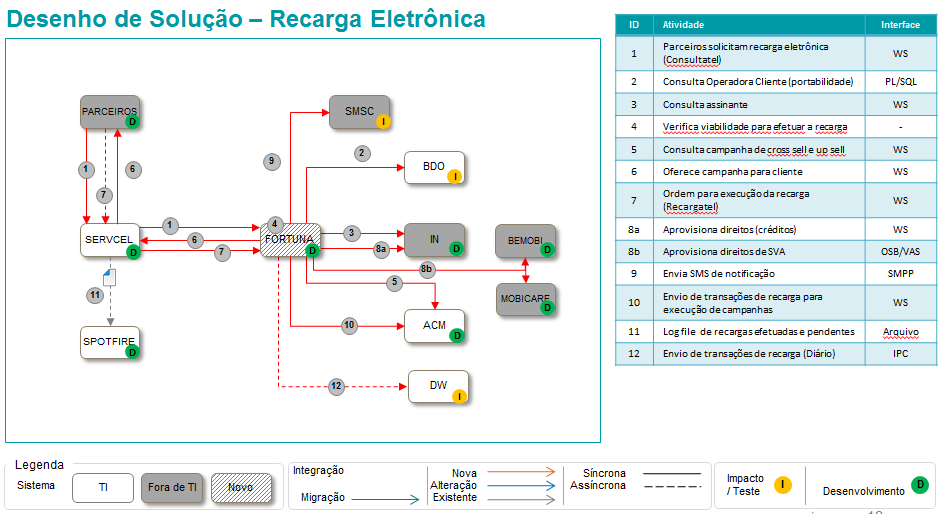 Desenho de Solução – Recarga Eletrônica
PARCEIROS
D
SMSC
I
1
6
7
9
2
BDO
I
SERVCEL
D
1
6
7
4
FORTUNA
D
3
8a
IN
D
BEMOBI
D
8b
5
MOBICARE
D
11
10
ACM
D
SPOTFIRE
D
12
DW
I
ID Atividade Interface
1 Parceiros solicitam recarga eletrônica WS
(Consultatel)
2 Consulta Operadora Cliente (portabilidade) PL/SQL
3 Consulta assinante WS
4 Verifica viabilidade para efetuar a recarga -
5 Consulta campanha de cross sell e up sell WS
6 Oferece campanha para cliente WS
7 Ordem para execução da recarga WS
(Recargatel)
8a Aprovisiona direitos (créditos) WS
8b Aprovisiona direitos de SVA OSB/VAS
9 Envia SMS de notificação SMPP
10 Envio de transações de recarga para WS
execução de campanhas
11 Log file de recargas efetuadas e pendentes Arquivo
12 Envio de transações de recarga (Diário) IPC
Legenda
Sistema
TI
Fora de TI
Novo
Integração
Migração
Nova
Alteração
Existente
Síncrona
Assíncrona
Impacto
/ Teste
I
Desenvolvimento
D